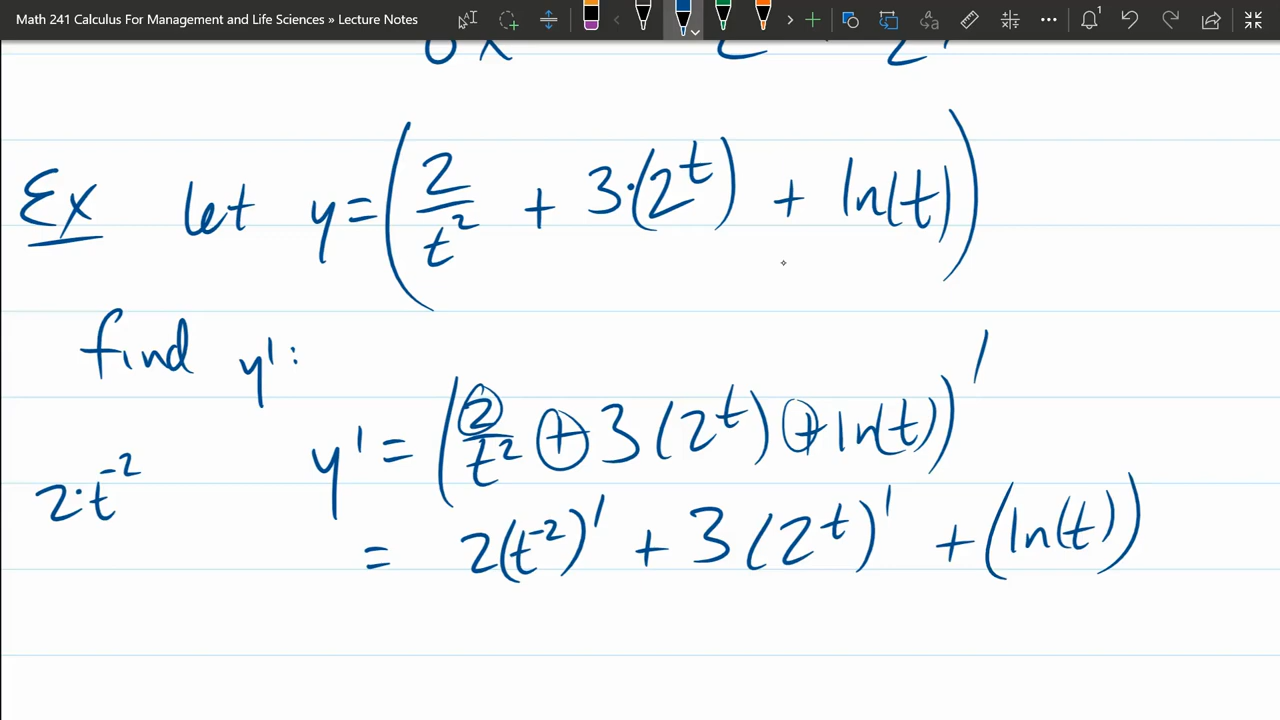 Math 241 Calculus For Management and Life Sciences » Lecture Notes
Ex let y = (2/t² + 3·(2^t) + ln(t))
find y':
y' = (2/t² + 3(2^t) + ln(t))'
2·t⁻²
= 2(t⁻²)' + 3(2^t)' + (ln(t))